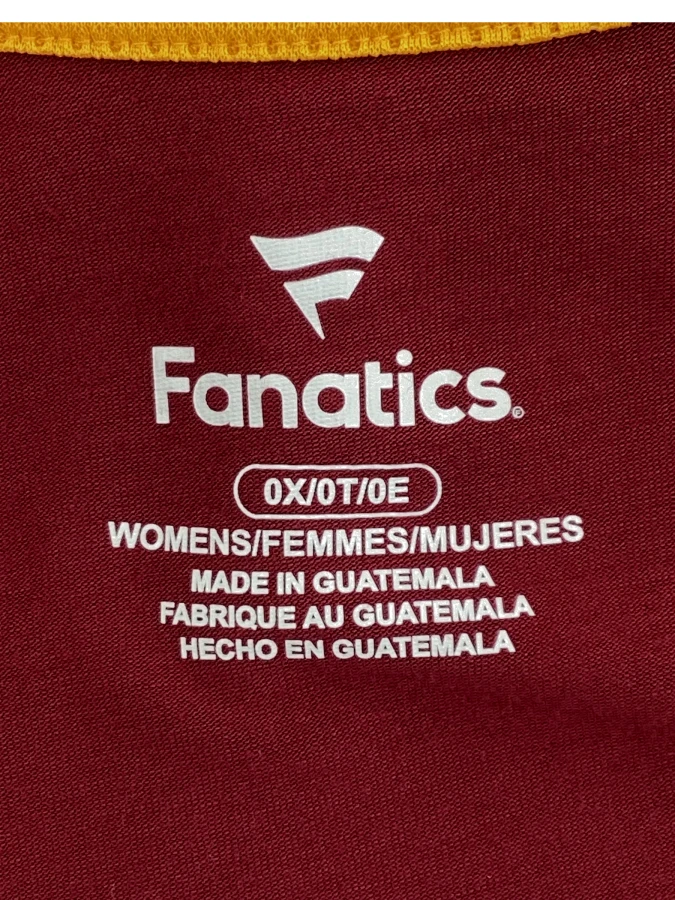 Fanatics®
0X/0T/0E
WOMENS/FEMMES/MUJERES
MADE IN GUATEMALA
FABRIQUE AU GUATEMALA
HECHO EN GUATEMALA